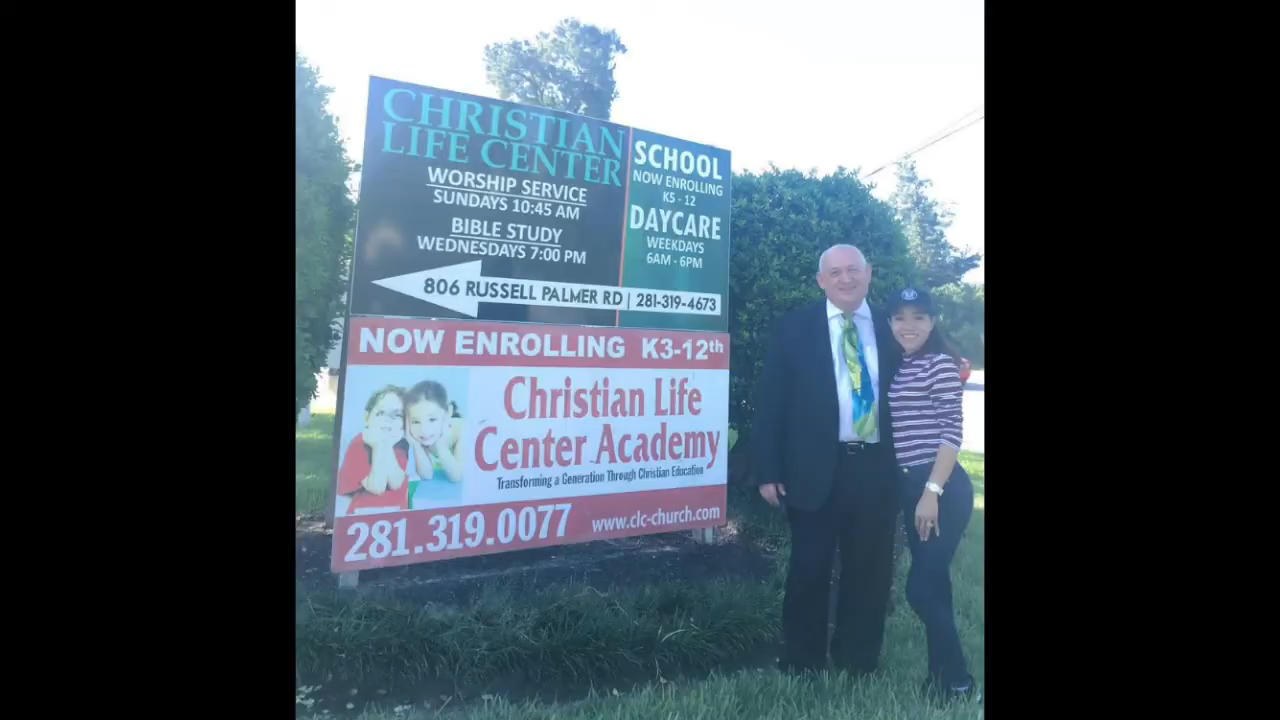 CHRISTIAN
LIFE CENTER
WORSHIP SERVICE
SUNDAYS 10:45 AM
BIBLE STUDY
WEDNESDAYS 7:00 PM
SCHOOL
NOW ENROLLING
K5 - 12
DAYCARE
WEEKDAYS
6AM - 6PM
806 RUSSELL PALMER RD | 281-319-4673
NOW ENROLLING K3-12th
Christian Life
Center Academy
Transforming a Generation Through Christian Education
281.319.0077 www.clc-church.com